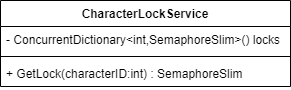 CharacterLockService
- ConcurrentDictionary<int,SemaphoreSlim>() locks
+ GetLock(characterID:int) : SemaphoreSlim